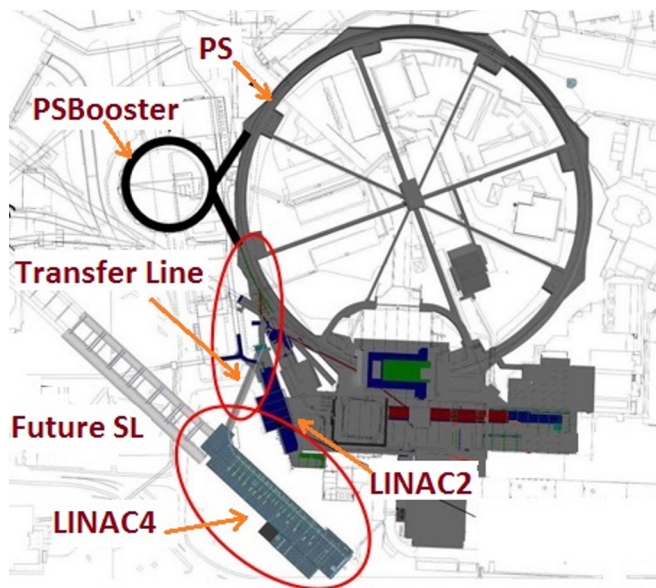 PS
PSBooster
Transfer Line
Future SL
LINAC2
LINAC4